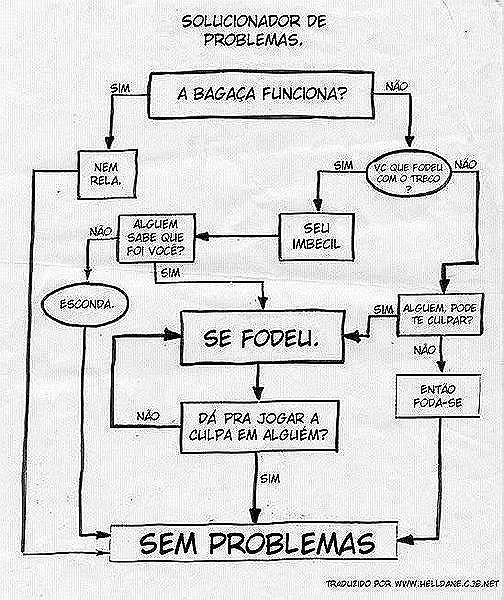 SOLUCIONADOR DE
PROBLEMAS.
A BAGAÇA FUNCIONA?
SIM
NÃO
NEM
RELA.
VC QUE FODEU
COM O TRECO
?
SIM
NÃO
SEU
IMBECIL
ALGUEM
SABE QUE
FOI VOCÊ?
NÃO
SIM
ESCONDA.
ALGUEM, PODE
TE CULPAR?
SIM
NÃO
SE FODEU.
ENTÃO
FODA-SE
DÁ PRA JOGAR A
CULPA EM ALGUÉM?
NÃO
SIM
SEM PROBLEMAS
TRADUZIDO POR WWW.HELLDANE.CJB.NET